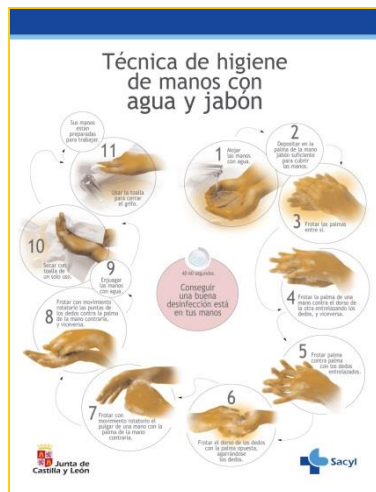 Técnica de higiene
de manos con
agua y jabón
1 Mojar
las manos
con agua.
2
Depositar en la
palma de la mano
jabón suficiente
para cubrir
las manos.
3 Frotar las palmas
entre sí.
4 Frotar la palma de una
mano contra el dorso de
la otra entrelazando los
dedos, y viceversa.
5 Frotar palma
contra palma
con los dedos
entrelazados.
6
Frotar el dorso de los dedos
con la palma opuesta,
agarrándose
los dedos.
7 Frotar con
movimiento rotatorio el
pulgar de una mano con la
palma de la mano
contraria.
8 Frotar con movimiento
rotatorio las puntas de
los dedos contra la palma
de la mano contraria,
y viceversa.
9
Enjuagar
las manos
con agua.
10
Secar con
toalla de
un solo uso.
11
Usar la toalla
para cerrar
el grifo.
Sus manos
están
preparadas
para trabajar.
40-60 segundos.
Conseguir
una buena
desinfección está
en tus manos
Junta de
Castilla y León
Sacyl